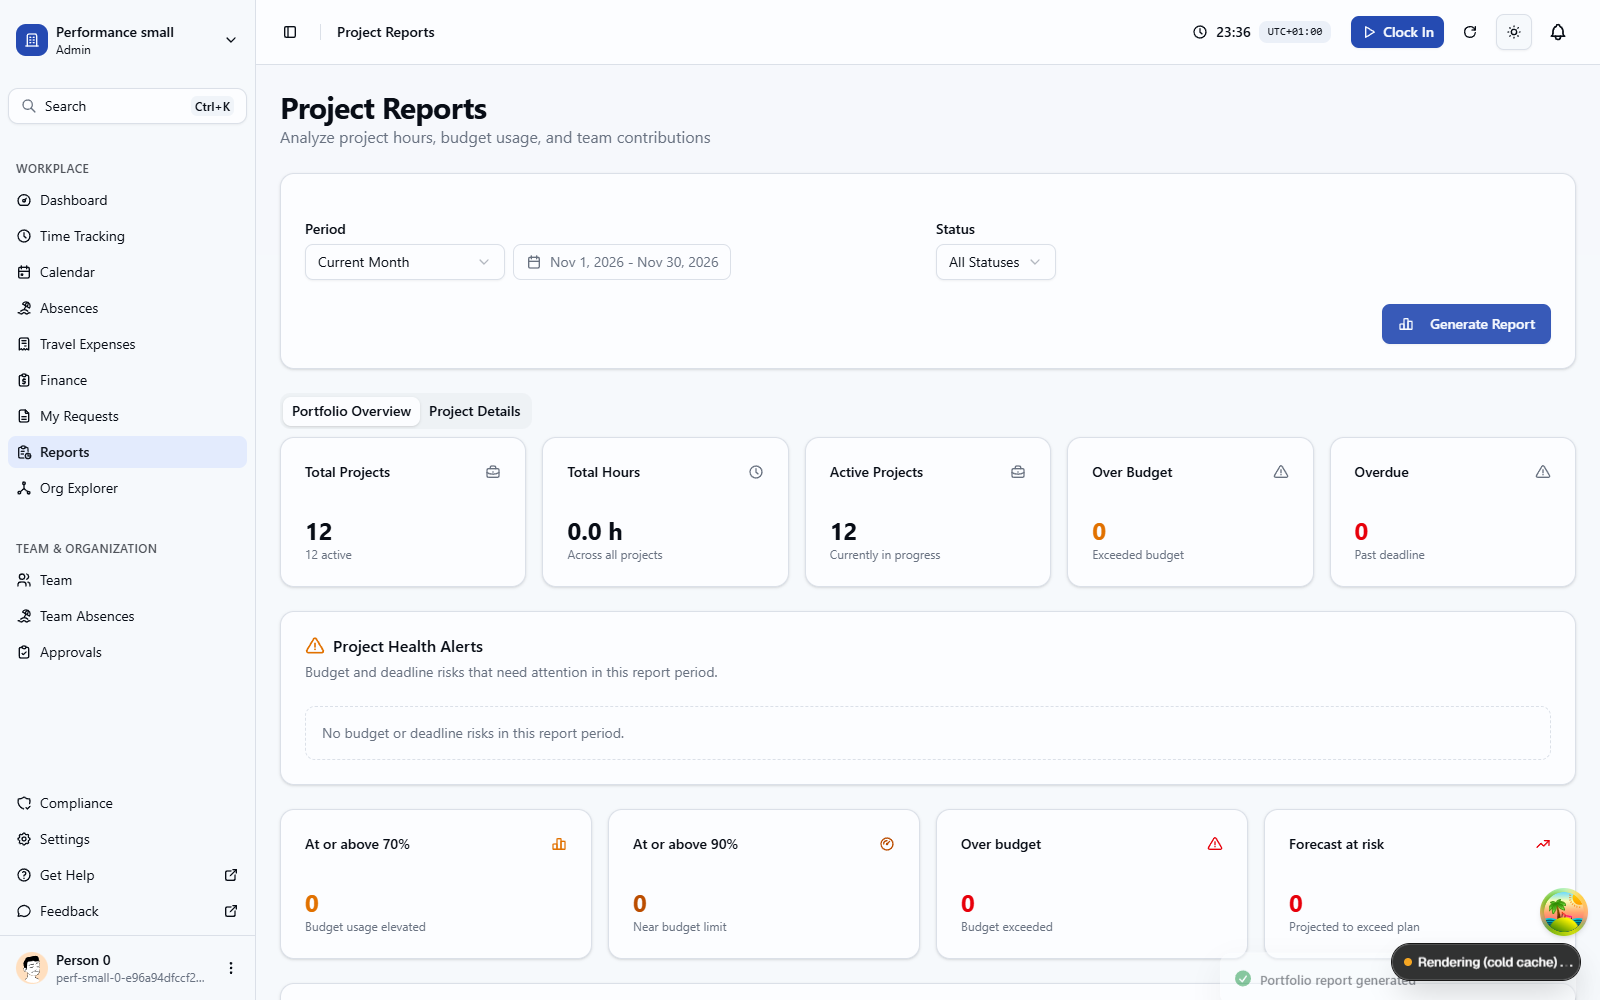 Performance small
Admin
Search
Ctrl+K
WORKPLACE
Dashboard
Time Tracking
Calendar
Absences
Travel Expenses
Finance
My Requests
Reports
Org Explorer
TEAM & ORGANIZATION
Team
Team Absences
Approvals
Compliance
Settings
Get Help
Feedback
Person 0
perf-small-0-e96a94dfccf2...
Project Reports
23:36
UTC+01:00
Clock In
Project Reports
Analyze project hours, budget usage, and team contributions
Period
Status
Current Month
Nov 1, 2026 - Nov 30, 2026
All Statuses
Generate Report
Portfolio Overview
Project Details
Total Projects
12
12 active
Total Hours
0.0 h
Across all projects
Active Projects
12
Currently in progress
Over Budget
0
Exceeded budget
Overdue
0
Past deadline
Project Health Alerts
Budget and deadline risks that need attention in this report period.
No budget or deadline risks in this report period.
At or above 70%
0
Budget usage elevated
At or above 90%
0
Near budget limit
Over budget
0
Budget exceeded
Forecast at risk
0
Projected to exceed plan
Rendering (cold cache)...
Portfolio report generated